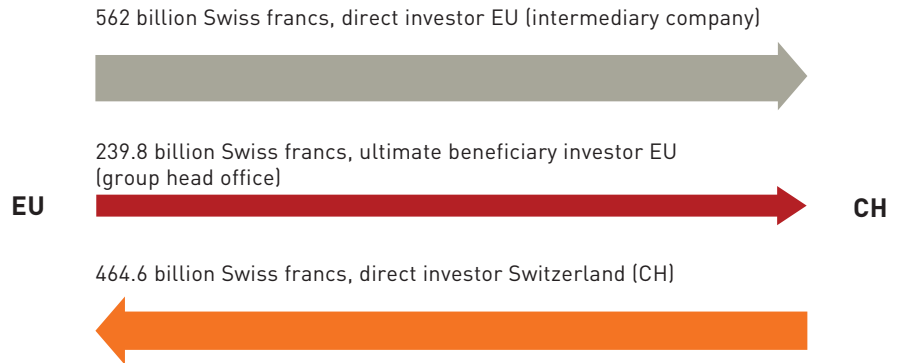 562 billion Swiss francs, direct investor EU (intermediary company)
239.8 billion Swiss francs, ultimate beneficiary investor EU
(group head office)
EU
CH
464.6 billion Swiss francs, direct investor Switzerland (CH)